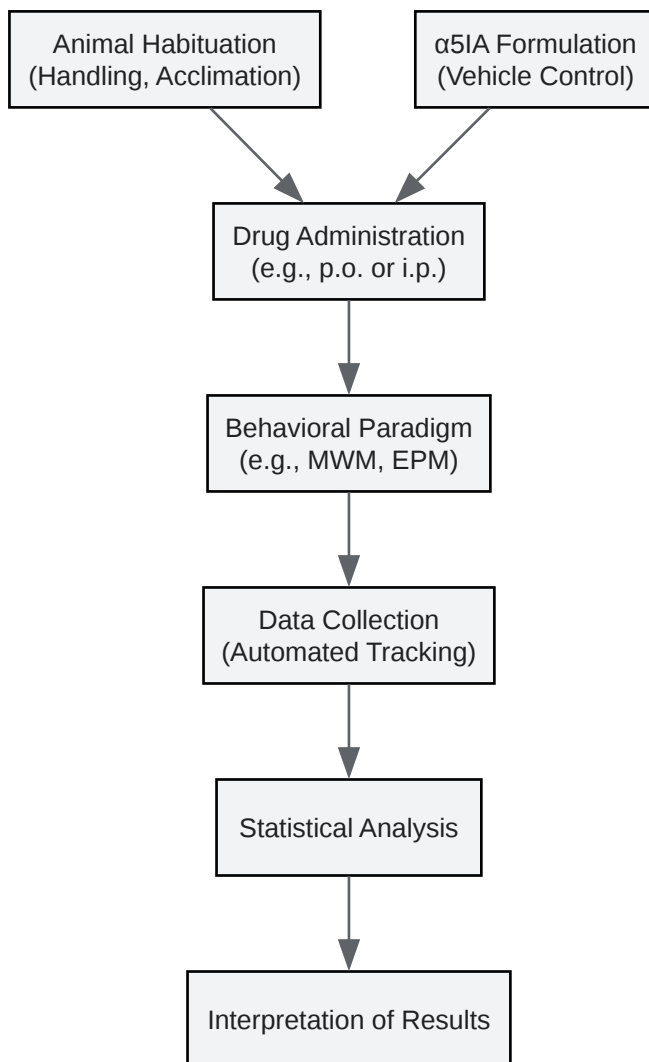 Animal Habituation
(Handling, Acclimation)
α5IA Formulation
(Vehicle Control)
Drug Administration
(e.g., p.o. or i.p.)
Behavioral Paradigm
(e.g., MWM, EPM)
Data Collection
(Automated Tracking)
Statistical Analysis
Interpretation of Results